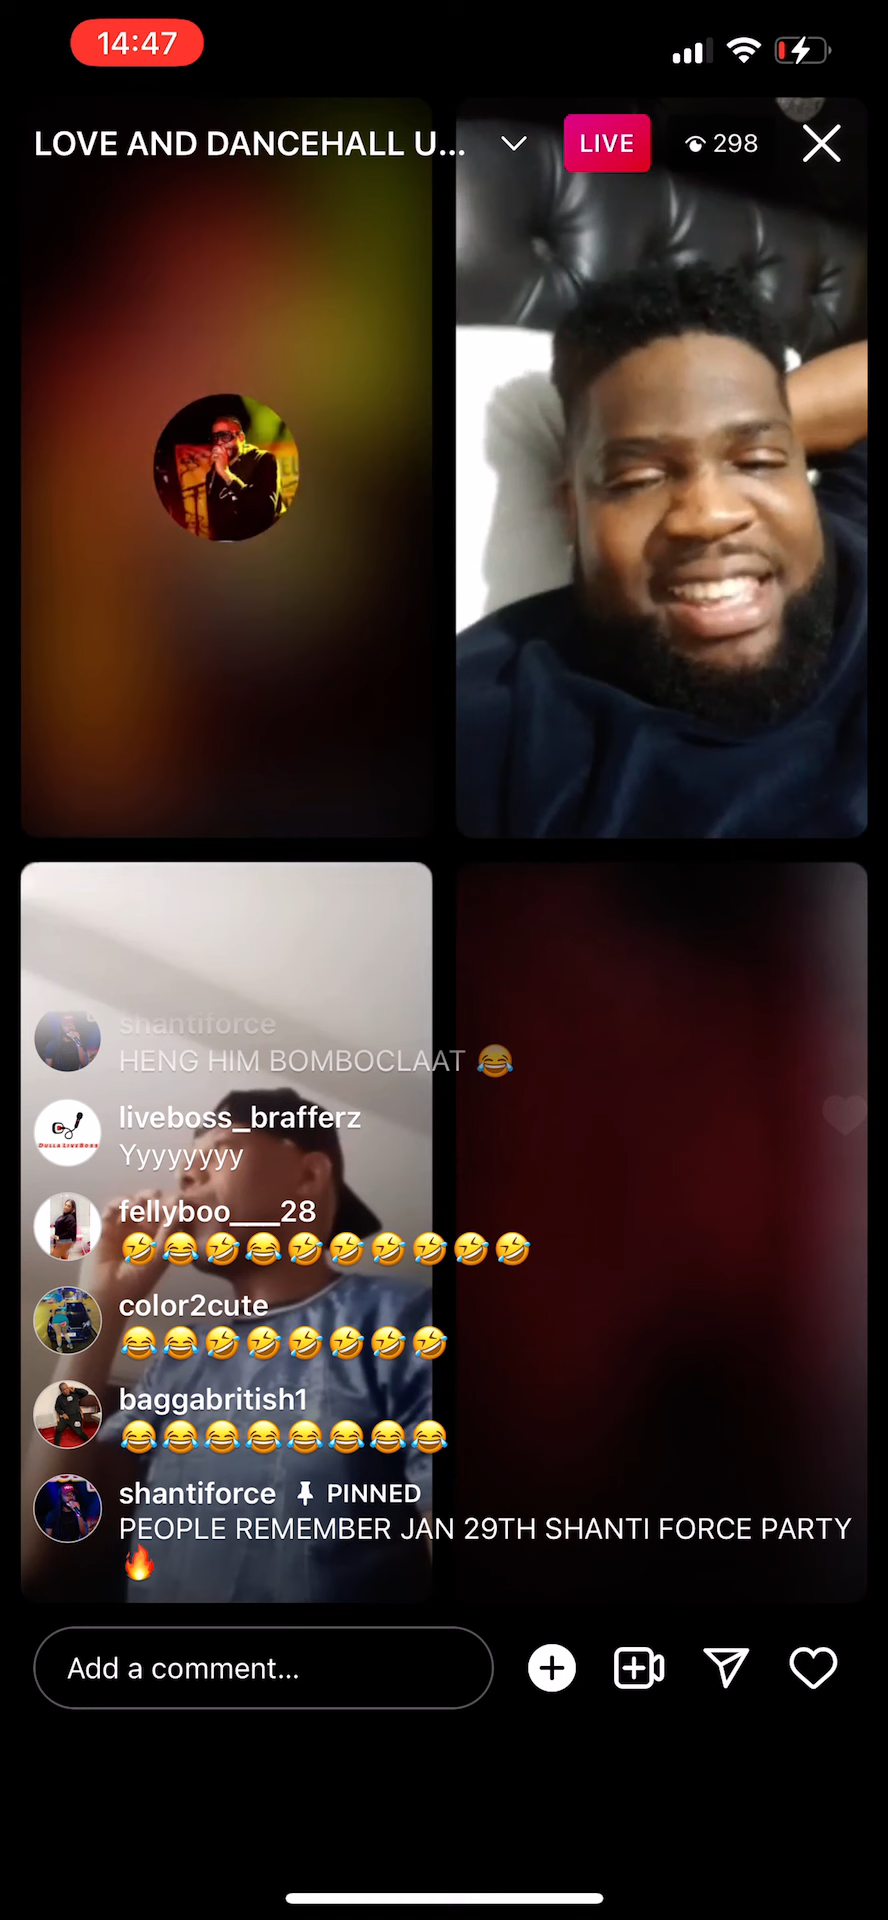 14:47
LOVE AND DANCEHALL U...
LIVE
298
shantiforce
HENG HIM BOMBOCLAAT 😂
liveboss_brafferz
Yyyyyyyy
fellyboo___28
🤣😂🤣😂🤣🤣🤣🤣🤣🤣
color2cute
😂😂🤣🤣🤣🤣🤣🤣
baggabritish1
😂😂😂😂😂😂😂😂
shantiforce PINNED
PEOPLE REMEMBER JAN 29TH SHANTI FORCE PARTY
🔥
Add a comment...